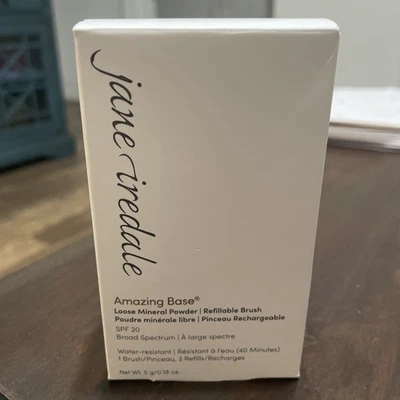 jane iredale
Amazing Base®
Loose Mineral Powder | Refillable Brush
Poudre minérale libre | Pinceau Rechargeable
SPF 20
Broad Spectrum | À large spectre
Water-resistant | Résistant à l'eau (40 Minutes)
1 Brush/Pinceau, 2 Refills/Recharges
Net Wt. 5 g/0.18 oz.